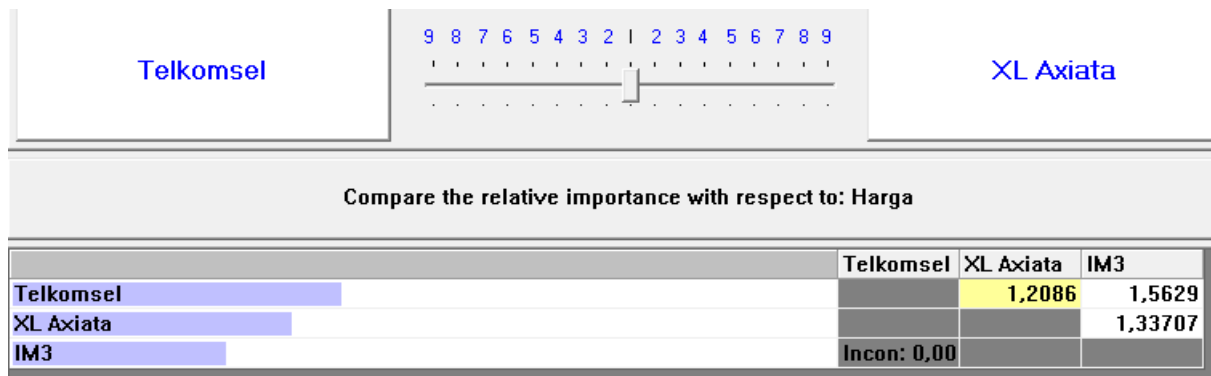 9 8 7 6 5 4 3 2 1 2 3 4 5 6 7 8 9
Telkomsel XL Axiata
Compare the relative importance with respect to: Harga
Telkomsel XL Axiata IM3
Telkomsel 1,2086 1,5629
XL Axiata 1,33707
IM3 Incon: 0,00